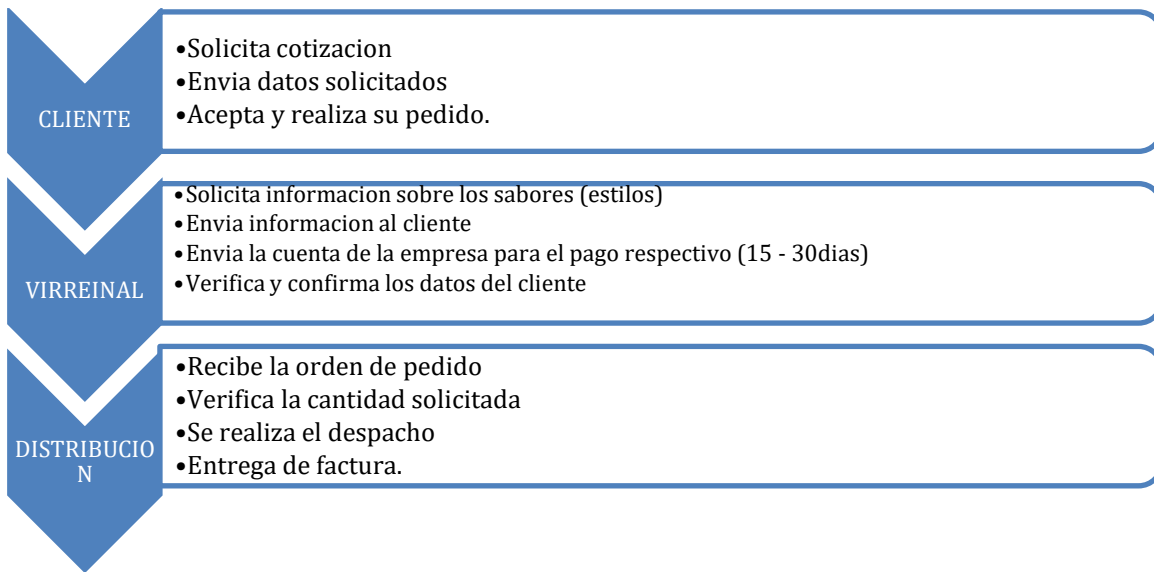 CLIENTE
•Solicita cotizacion
•Envia datos solicitados
•Acepta y realiza su pedido.
VIRREINAL
•Solicita informacion sobre los sabores (estilos)
•Envia informacion al cliente
•Envia la cuenta de la empresa para el pago respectivo (15 - 30dias)
•Verifica y confirma los datos del cliente
DISTRIBUCIO
N
•Recibe la orden de pedido
•Verifica la cantidad solicitada
•Se realiza el despacho
•Entrega de factura.